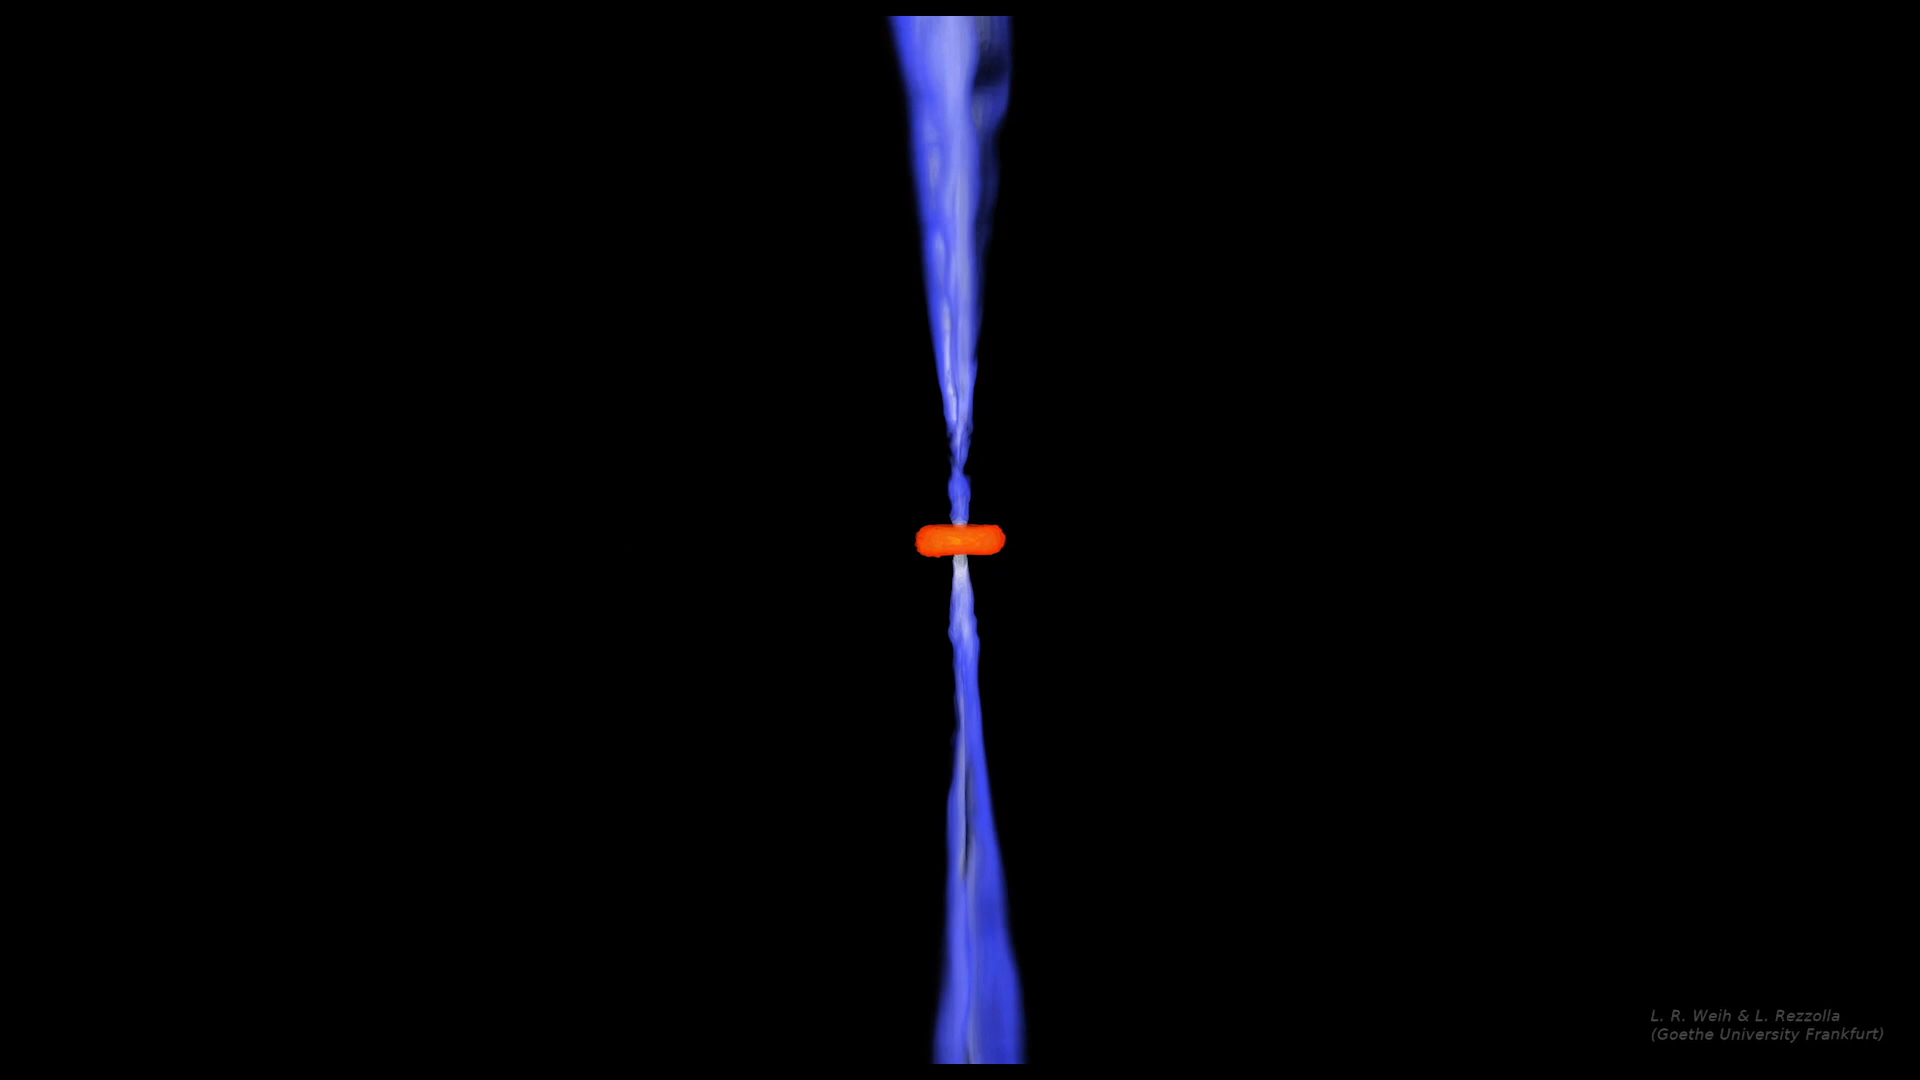 L. R. Weih & L. Rezzolla
(Goethe University Frankfurt)